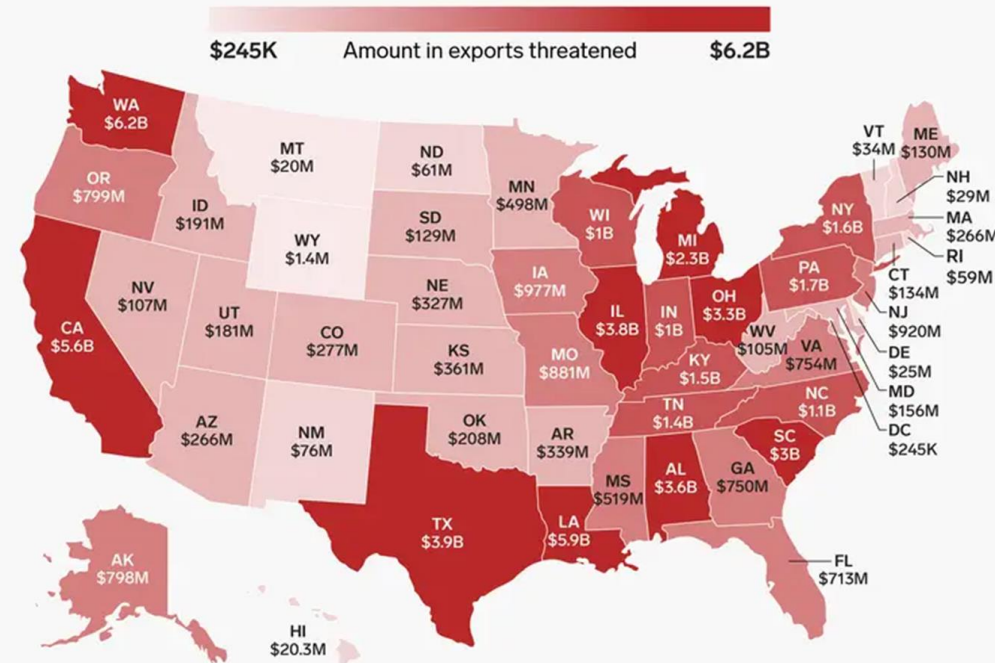 $245K Amount in exports threatened $6.2B
WA
$6.2B
MT
$20M
ND
$61M
VT
$34M
ME
$130M
OR
$799M
ID
$191M
MN
$498M
NH
$29M
WY
$1.4M
SD
$129M
WI
$1B
MI
$2.3B
NY
$1.6B
MA
$266M
RI
$59M
CA
$5.6B
NV
$107M
UT
$181M
CO
$277M
NE
$327M
IA
$977M
IL
$3.8B
IN
$1B
OH
$3.3B
PA
$1.7B
CT
$134M
NJ
$920M
KS
$361M
MO
$881M
KY
$1.5B
WV
$105M
VA
$754M
DE
$25M
MD
$156M
DC
$245K
AZ
$266M
NM
$76M
OK
$208M
AR
$339M
TN
$1.4B
NC
$1.1B
SC
$3B
MS
$519M
AL
$3.6B
GA
$750M
TX
$3.9B
LA
$5.9B
FL
$713M
AK
$798M
HI
$20.3M